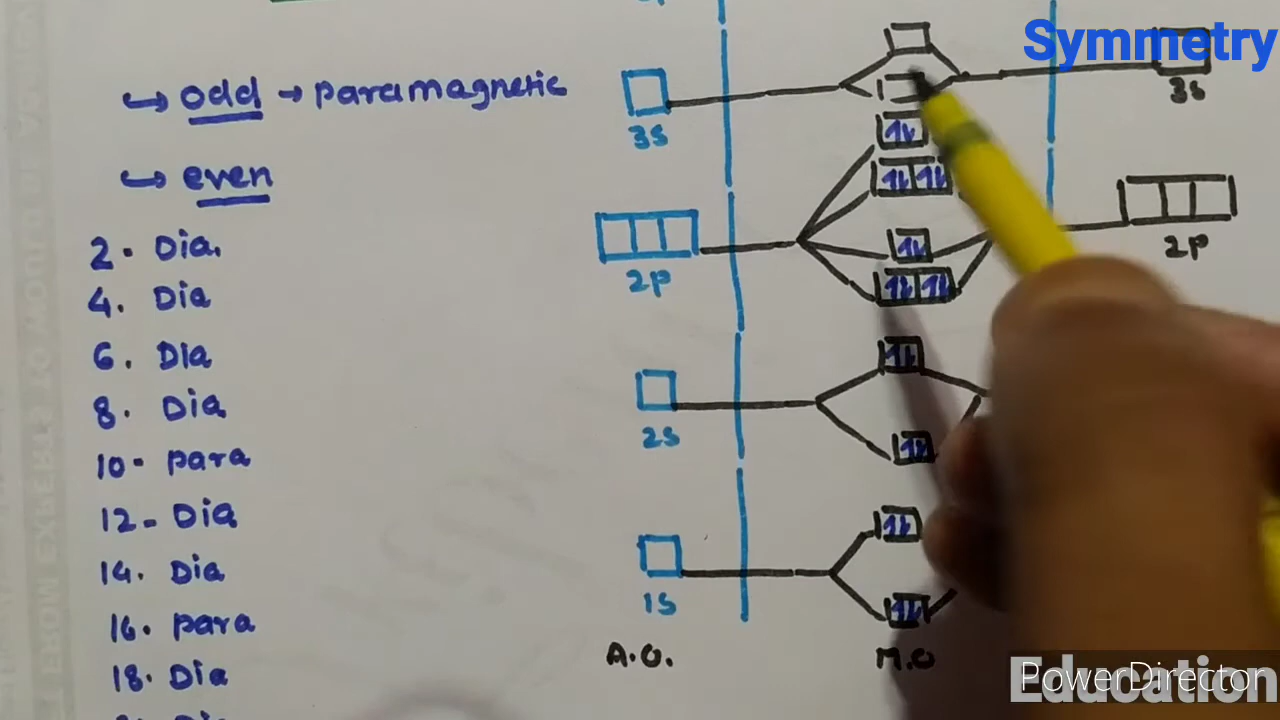 Symmetry
↳ odd → paramagnetic
3s
3s
↳ even
2. Dia.
2p
2p
4. Dia
6. Dia
8. Dia
2s
10- para
12- Dia
14. Dia
1s
16. para
A.O.
M.O
18. Dia
Education
PowerDirector